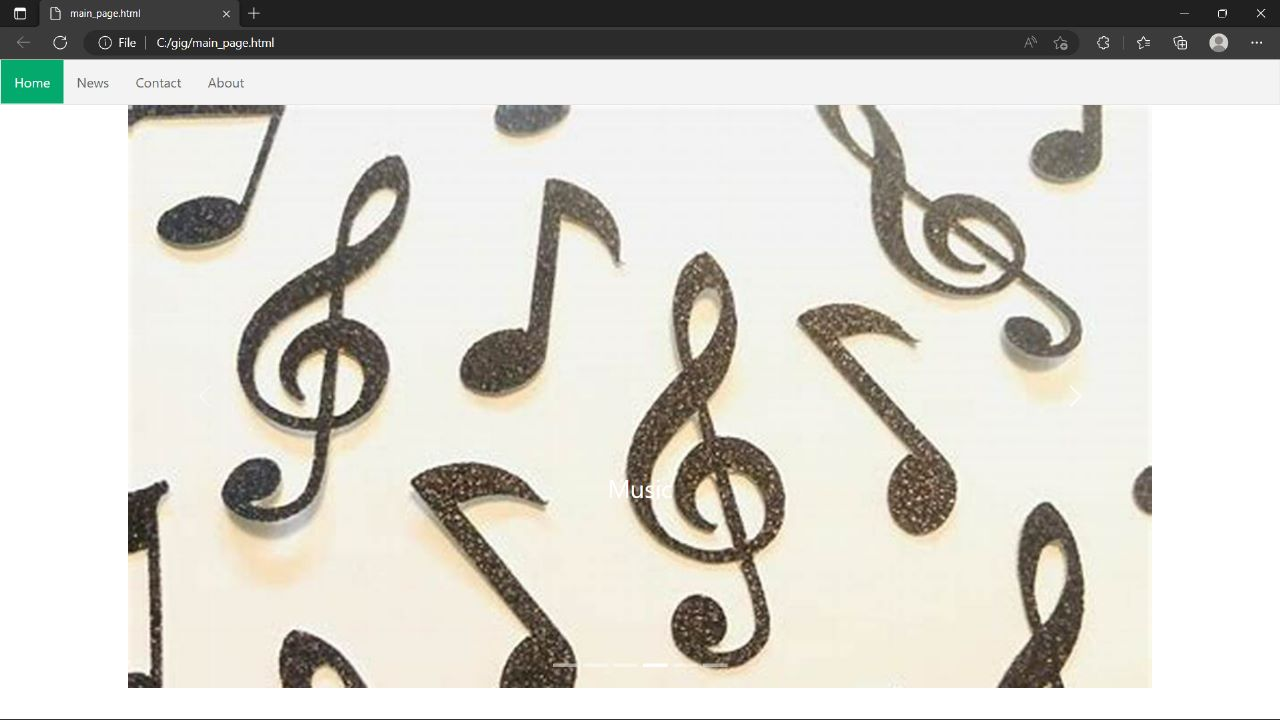 main_page.html
File
C:/gig/main_page.html
Home News Contact About
Music